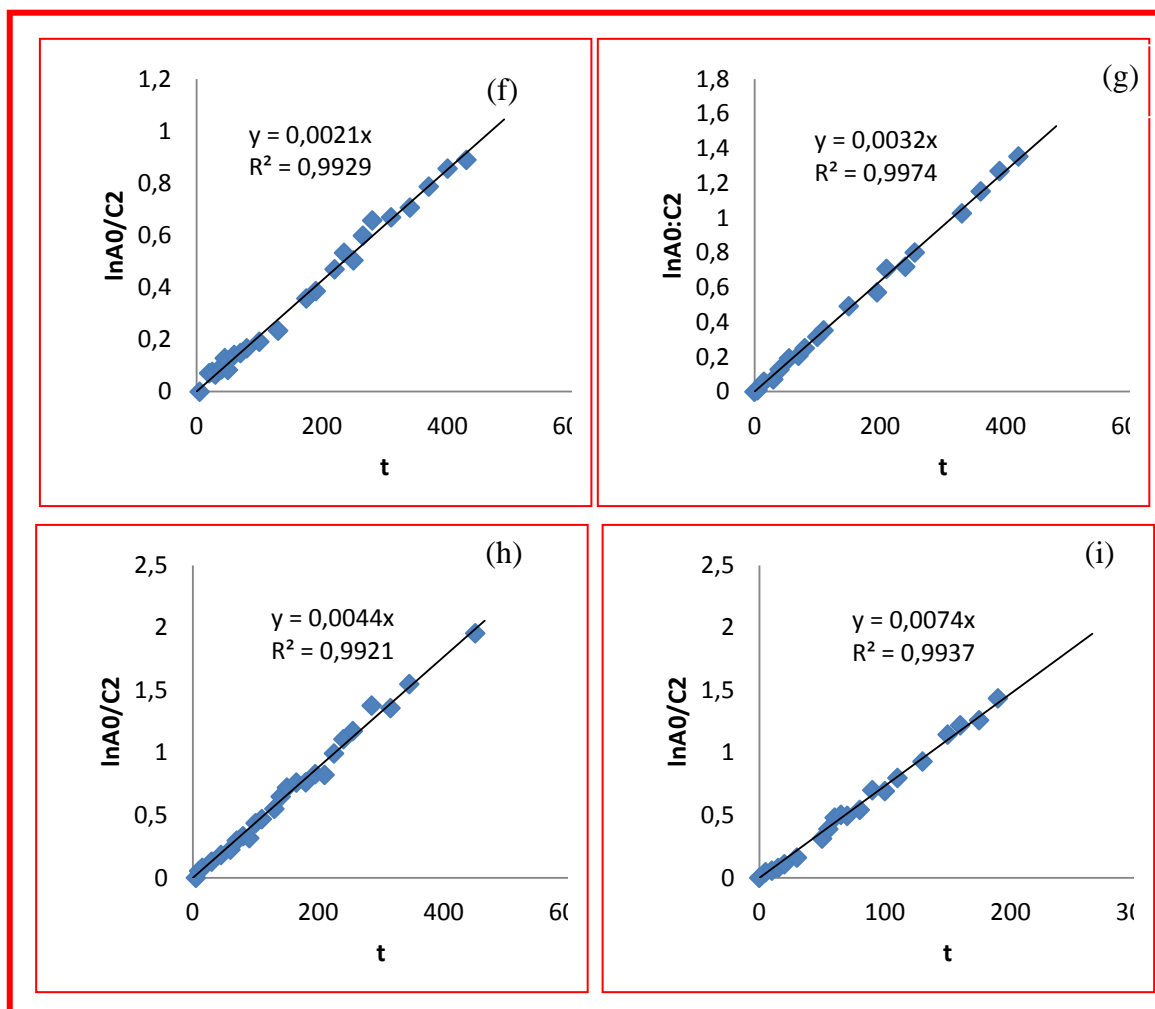 (f)
1,2
1
0,8
0,6
0,4
0,2
0
y = 0,0021x
R² = 0,9929
lnA0/C2
0 200 400 60
t
(g)
1,8
1,6
1,4
1,2
1
0,8
0,6
0,4
0,2
0
y = 0,0032x
R² = 0,9974
lnA0:C2
0 200 400 60
t
(h)
2,5
2
1,5
1
0,5
0
y = 0,0044x
R² = 0,9921
lnA0/C2
0 200 400 60
t
(i)
2,5
2
1,5
1
0,5
0
y = 0,0074x
R² = 0,9937
lnA0/C2
0 100 200 30
t